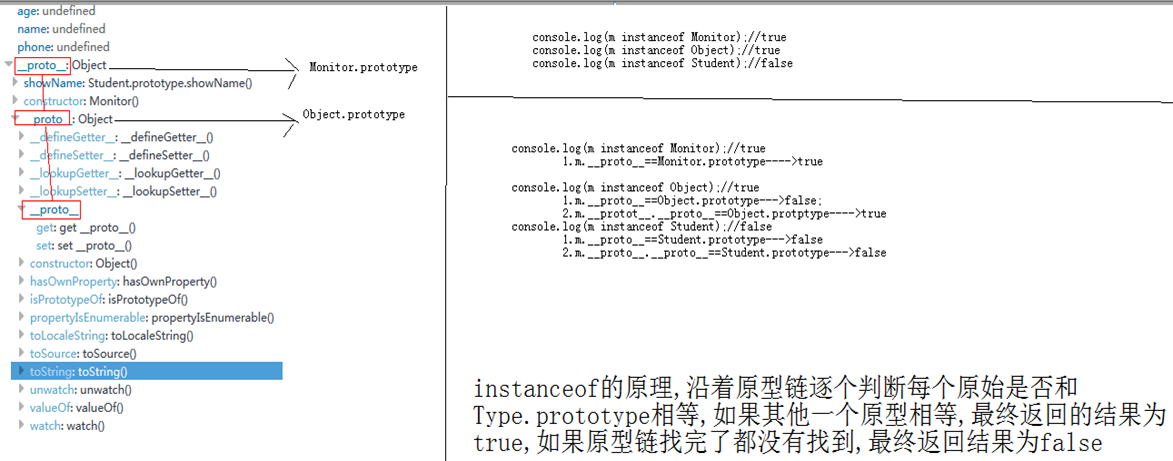 age: undefined
name: undefined
phone: undefined
__proto__: Object
Monitor.prototype
showName: Student.prototype.showName()
constructor: Monitor()
__proto__: Object
Object.prototype
__defineGetter__: __defineGetter__()
__defineSetter__: __defineSetter__()
__lookupGetter__: __lookupGetter__()
__lookupSetter__: __lookupSetter__()
__proto__
get: get __proto__()
set: set __proto__()
constructor: Object()
hasOwnProperty: hasOwnProperty()
isPrototypeOf: isPrototypeOf()
propertyIsEnumerable: propertyIsEnumerable()
toLocaleString: toLocaleString()
toSource: toSource()
toString: toString()
unwatch: unwatch()
valueOf: valueOf()
watch: watch()
console.log(m instanceof Monitor);//true
console.log(m instanceof Object);//true
console.log(m instanceof Student);//false
console.log(m instanceof Monitor);//true
1.m.__proto__==Monitor.prototype---->true
console.log(m instanceof Object);//true
1.m.__proto__==Object.prototype--->false;
2.m.__protot__.__proto__==Object.protptype---->true
console.log(m instanceof Student);//false
1.m.__proto__==Student.prototype--->false
2.m.__proto__.__proto__==Student.prototype--->false
instanceof的原理,沿着原型链逐个判断每个原始是否和
Type.prototype相等,如果其他一个原型相等,最终返回的结果为
true,如果原型链找完了都没有找到,最终返回结果为false